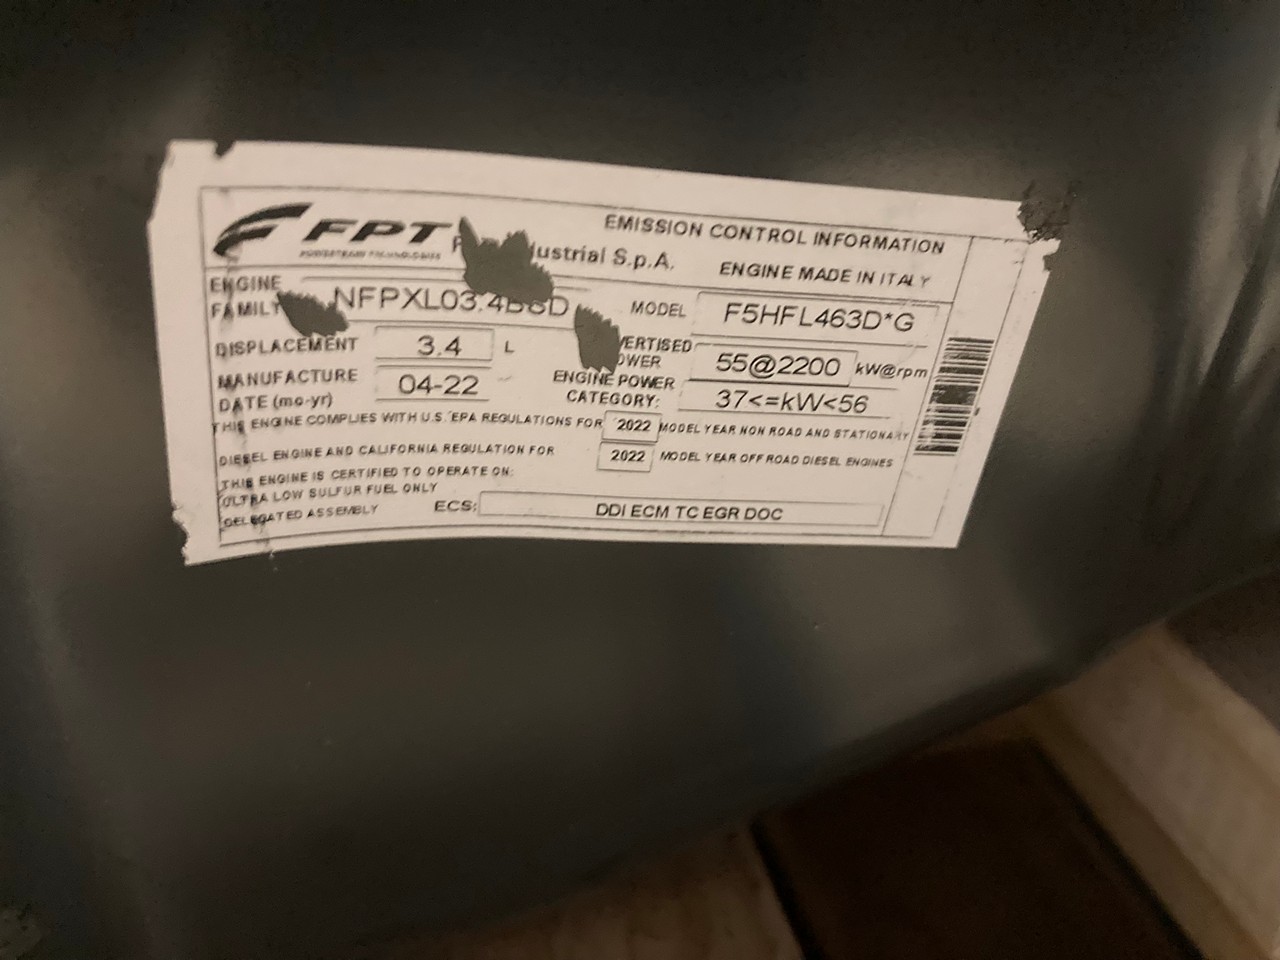 FPT EMISSION CONTROL INFORMATION
POWERTRAIN TECHNOLOGIES S.p.A. ENGINE MADE IN ITALY
ENGINE
FAMILY MODEL F5HFL463D*G
DISPLACEMENT 3.4 L
55@2200 kW@rpm
MANUFACTURE
DATE (mo-yr) 04-22 ENGINE POWER
CATEGORY: 37<=kW<56
THIS ENGINE COMPLIES WITH U.S. EPA REGULATIONS FOR 2022 MODEL YEAR NON ROAD AND STATIONARY
DIESEL ENGINE AND CALIFORNIA REGULATION FOR 2022 MODEL YEAR OFF ROAD DIESEL ENGINES
THIS ENGINE IS CERTIFIED TO OPERATE ON:
ULTRA LOW SULFUR FUEL ONLY
DELEGATED ASSEMBLY ECS: DDI ECM TC EGR DOC